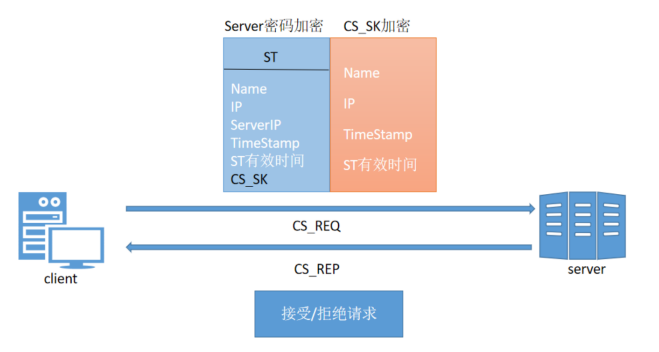 Server密码加密 CS_SK加密
ST
Name
IP
ServerIP
TimeStamp
ST有效时间
CS_SK
Name
IP
TimeStamp
ST有效时间
CS_REQ
CS_REP
client
server
接受/拒绝请求